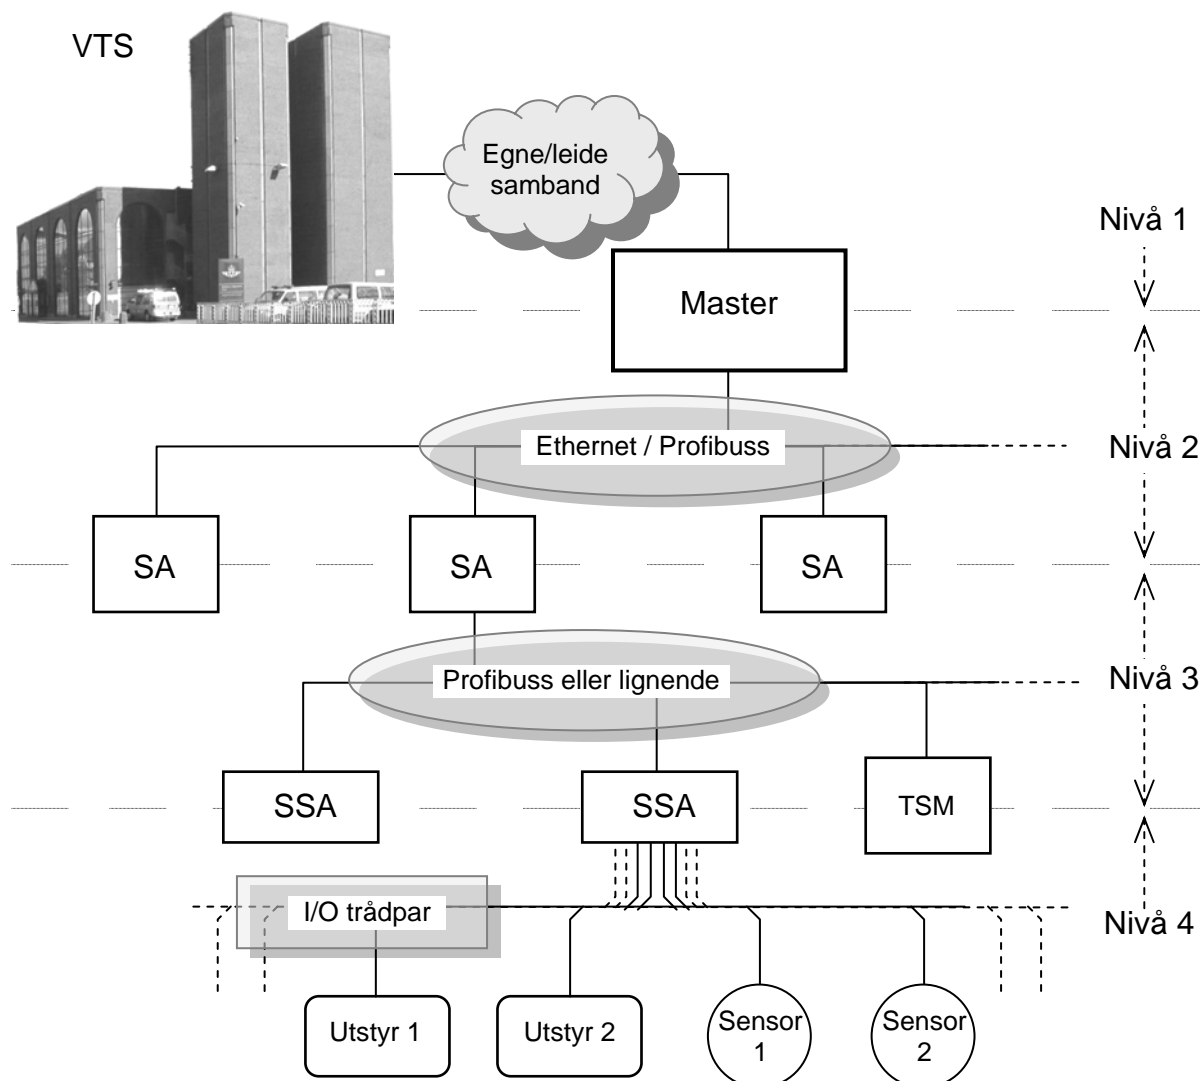 VTS
Egne/leide
samband
Nivå 1
Master
Ethernet / Profibuss
Nivå 2
SA
SA
SA
Profibuss eller lignende
Nivå 3
SSA
SSA
TSM
I/O trådpar
Nivå 4
Utstyr 1
Utstyr 2
Sensor
1
Sensor
2